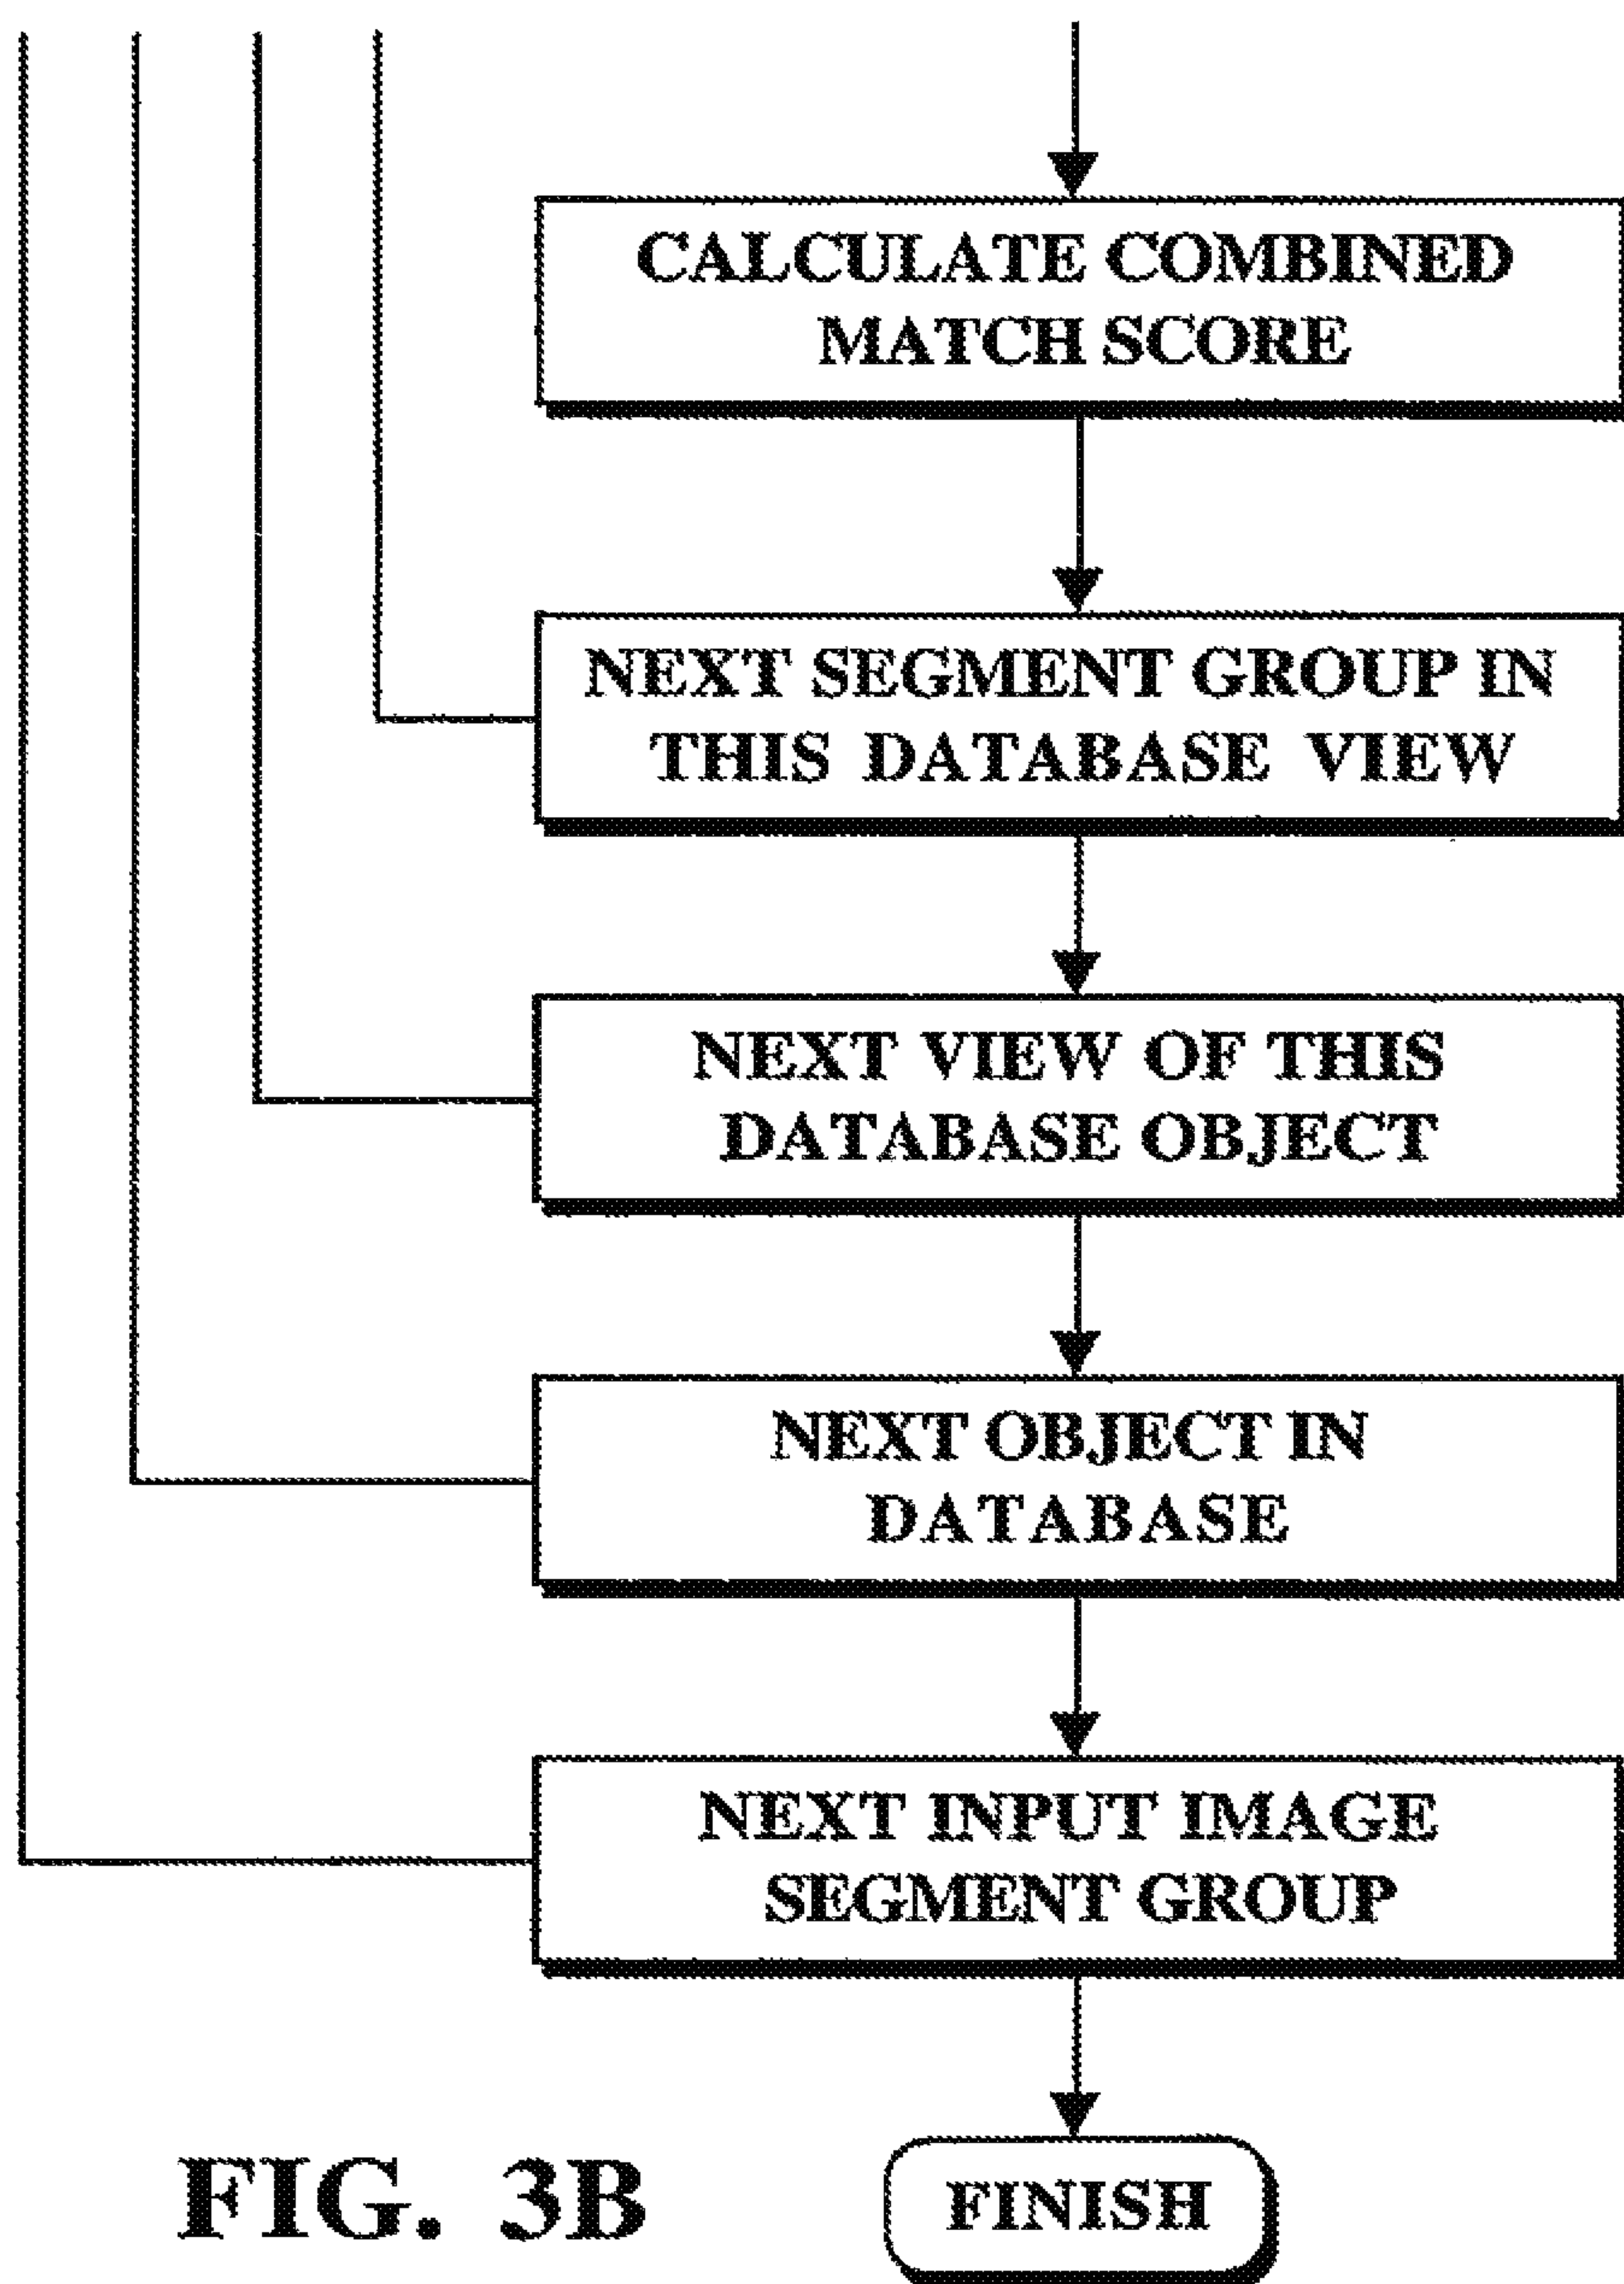 CALCULATE COMBINED
MATCH SCORE
NEXT SEGMENT GROUP IN
THIS DATABASE VIEW
NEXT VIEW OF THIS
DATABASE OBJECT
NEXT OBJECT IN
DATABASE
NEXT INPUT IMAGE
SEGMENT GROUP
FINISH
FIG. 3B